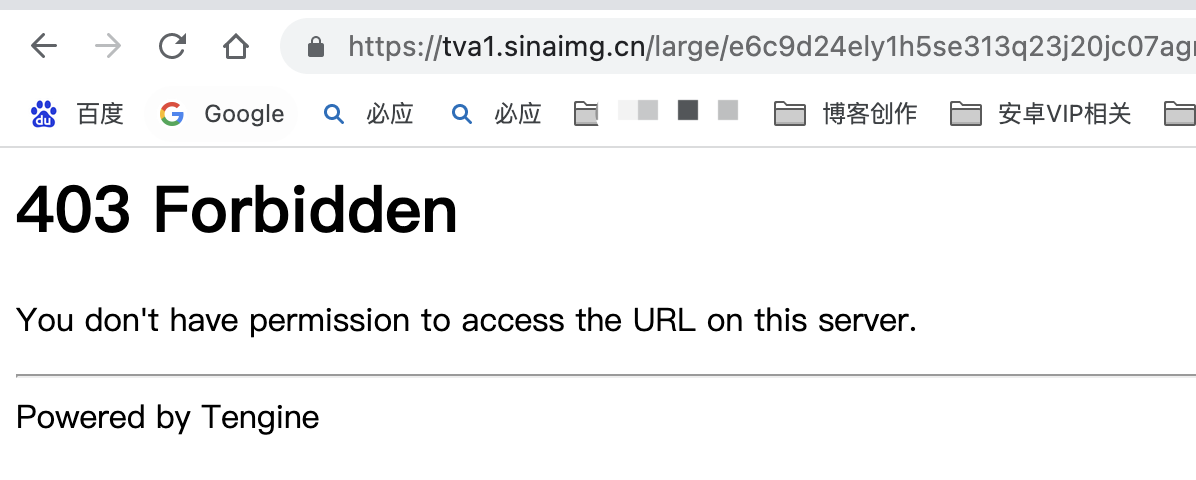 https://tva1.sinaimg.cn/large/e6c9d24ely1h5se313q23j20jc07agr
百度 Google 必应 必应 博客创作 安卓VIP相关
403 Forbidden
You don't have permission to access the URL on this server.
Powered by Tengine